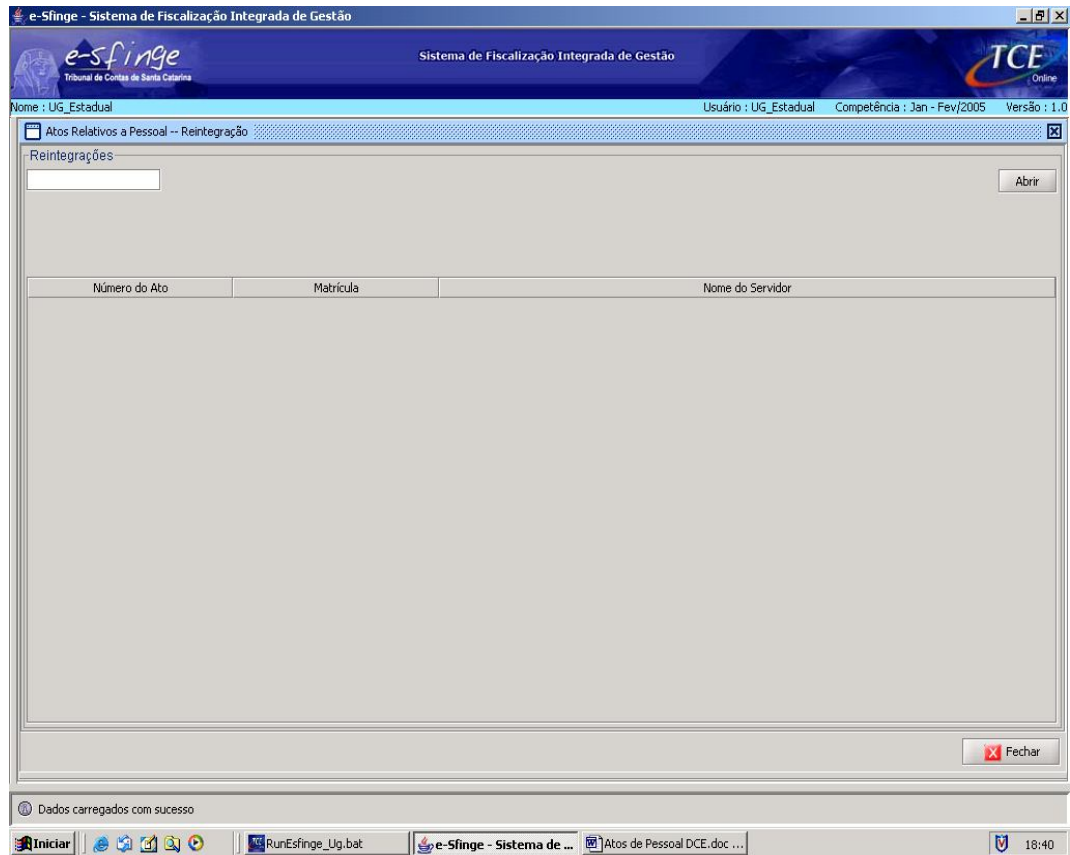 e-Sfinge - Sistema de Fiscalização Integrada de Gestão
e-sfinge
Tribunal de Contas de Santa Catarina
Sistema de Fiscalização Integrada de Gestão
TCE
Online
Nome : UG_Estadual Usuário : UG_Estadual Competência : Jan - Fev/2005 Versão : 1.0
Atos Relativos a Pessoal -- Reintegração
Reintegrações
Abrir
Número do Ato Matrícula Nome do Servidor
Fechar
Dados carregados com sucesso
Iniciar RunEsfinge_Ug.bat e-Sfinge - Sistema de ... Atos de Pessoal DCE.doc ... 18:40